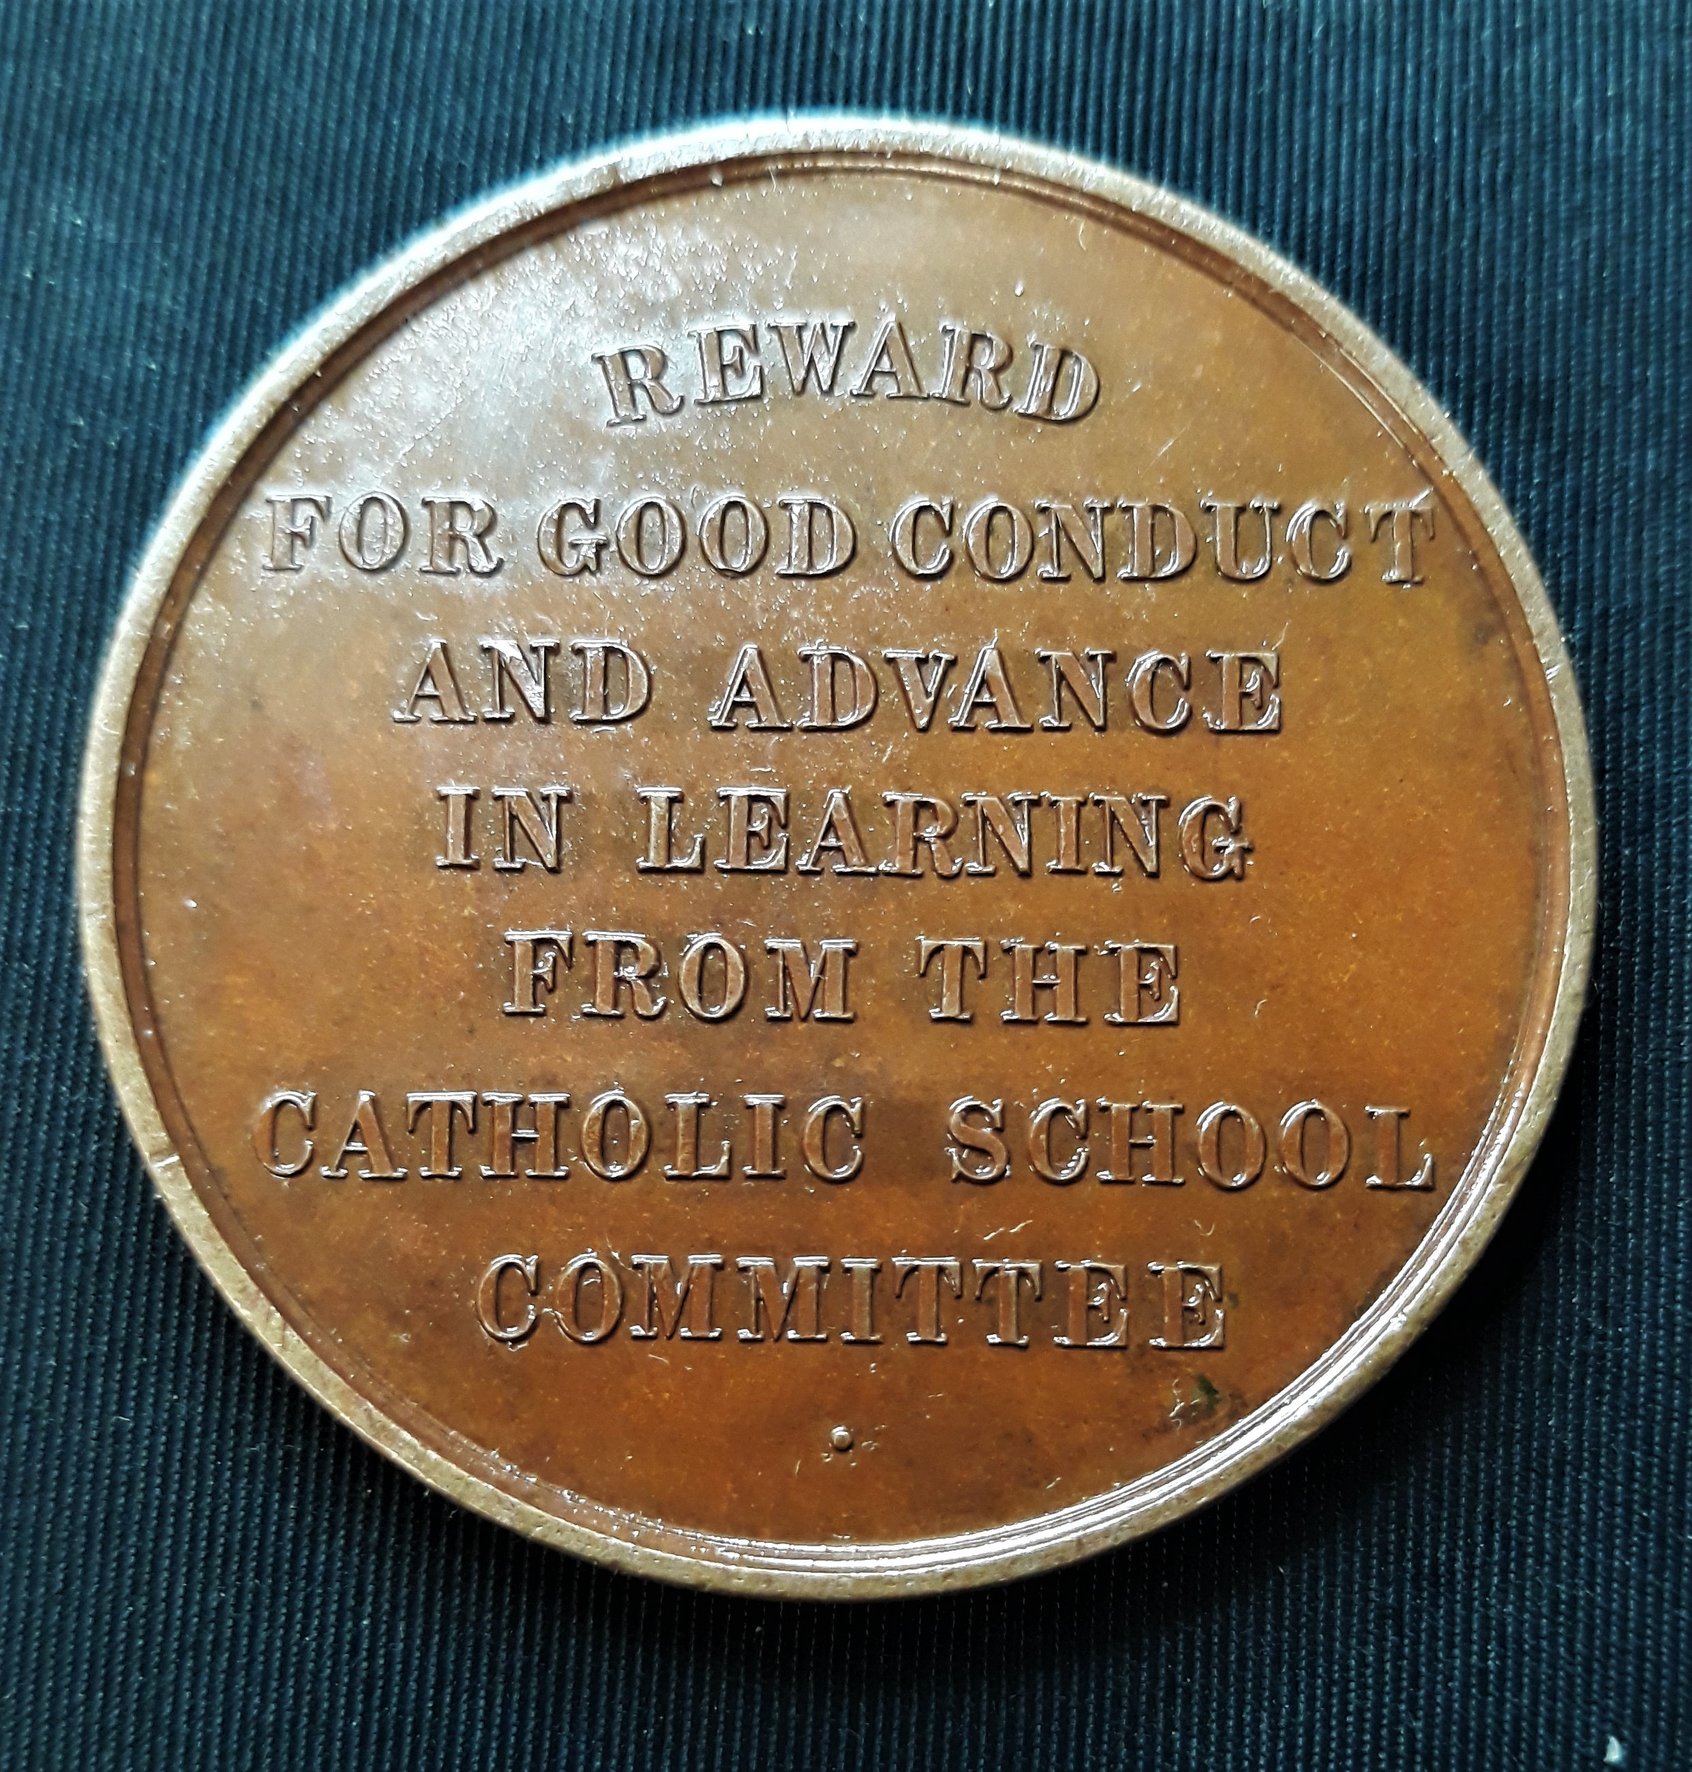 REWARD
FOR GOOD CONDUCT
AND ADVANCE
IN LEARNING
FROM THE
CATHOLIC SCHOOL
COMMITTEE